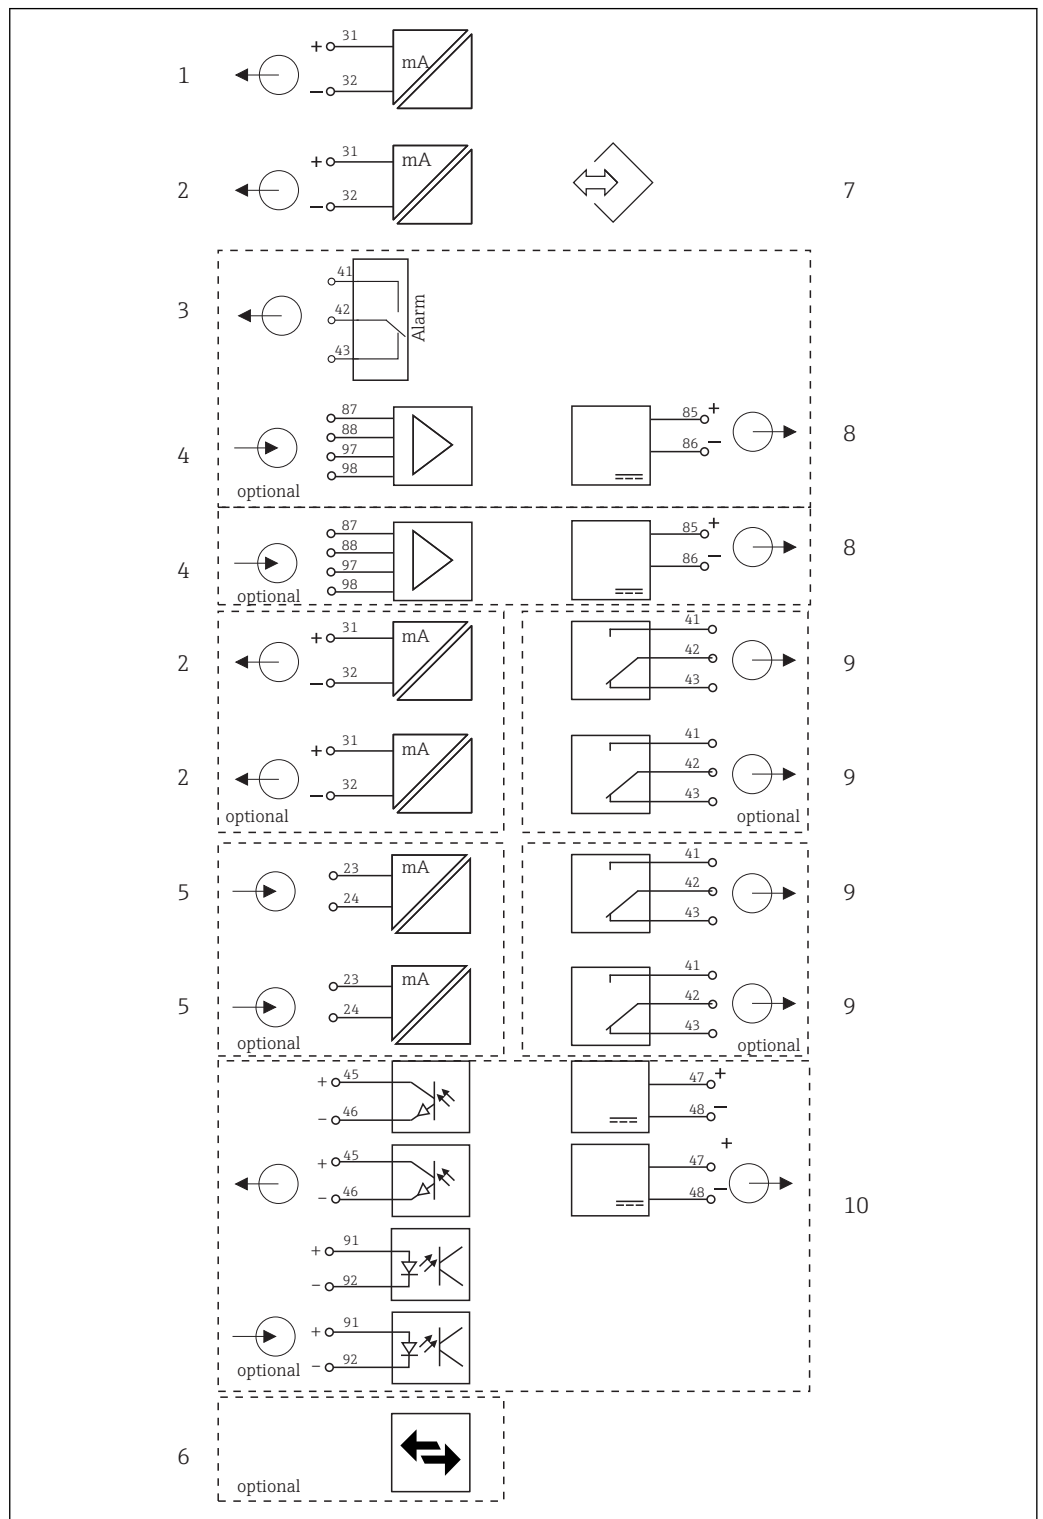 + 31
1 mA
− 32
+ 31
mA
2 7
− 32
41
3 42 Alarm
43
87 85 +
88 8
4 97 86 −
98
optional
87 85 +
88 8
4 97 86 −
98
optional
+ 31 mA 41
2 42 9
− 32 43
+ 31 mA 41
2 42 9
− 32 43
optional optional
23 mA 41
5 42 9
24 43
23 mA 41
5 42 9
24 43
optional optional
+ 45 47 +
− 46 48 −
+ 45 47 +
− 46 48 −
10
+ 91
− 92
+ 91
optional − 92
6
optional